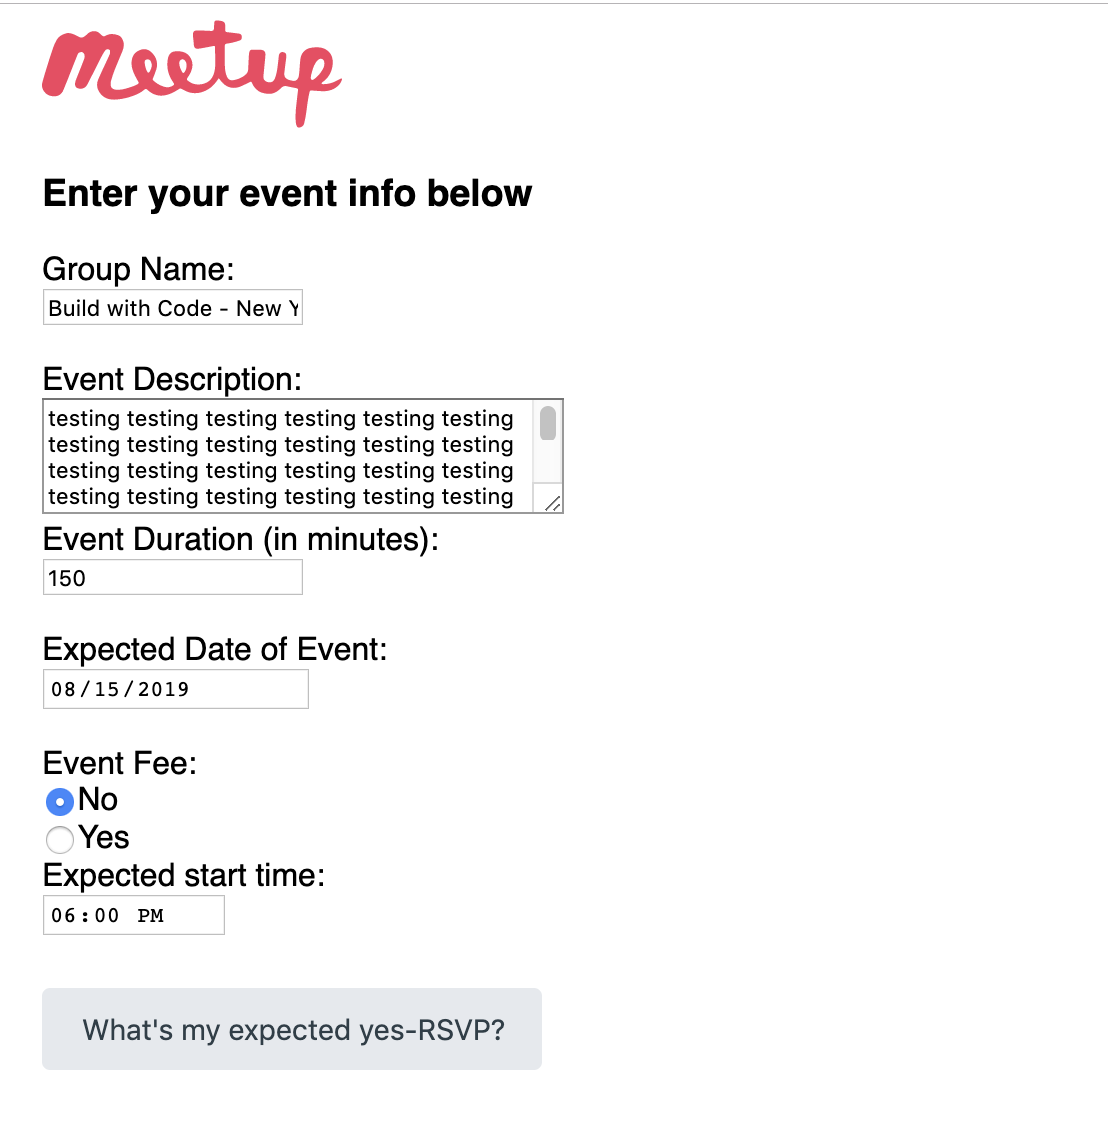 Meetup
Enter your event info below
Group Name:
Build with Code - New Y
Event Description:
testing testing testing testing testing testing
testing testing testing testing testing testing
testing testing testing testing testing testing
testing testing testing testing testing testing
Event Duration (in minutes):
150
Expected Date of Event:
08/15/2019
Event Fee:
No
Yes
Expected start time:
06:00 PM
What's my expected yes-RSVP?